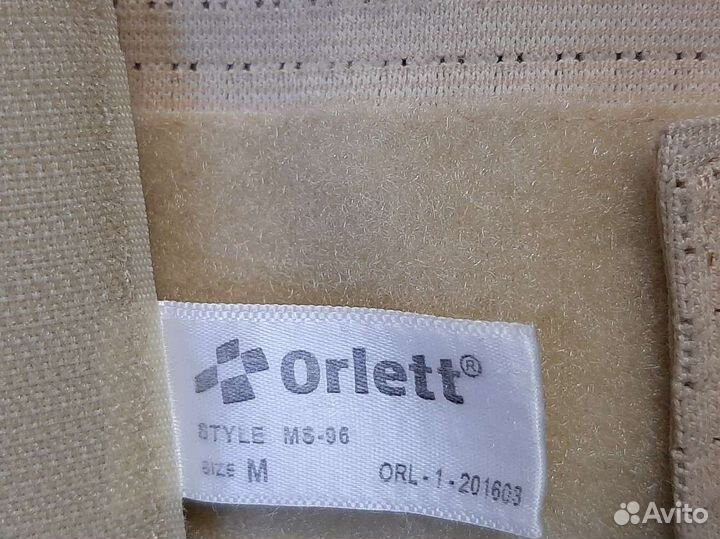 Orlett®
STYLE MS-96
SIZE M ORL-1-201603
Avito